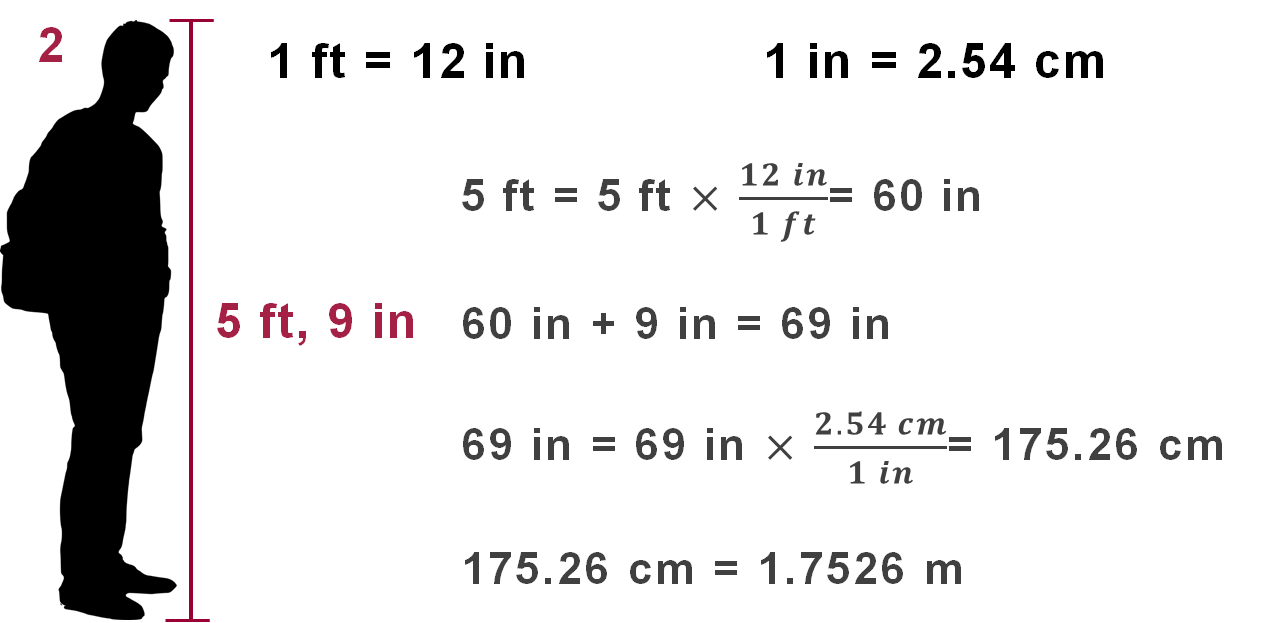 2
1 ft = 12 in
1 in = 2.54 cm
5 ft = 5 ft × 12 in / 1 ft = 60 in
5 ft, 9 in
60 in + 9 in = 69 in
69 in = 69 in × 2.54 cm / 1 in = 175.26 cm
175.26 cm = 1.7526 m